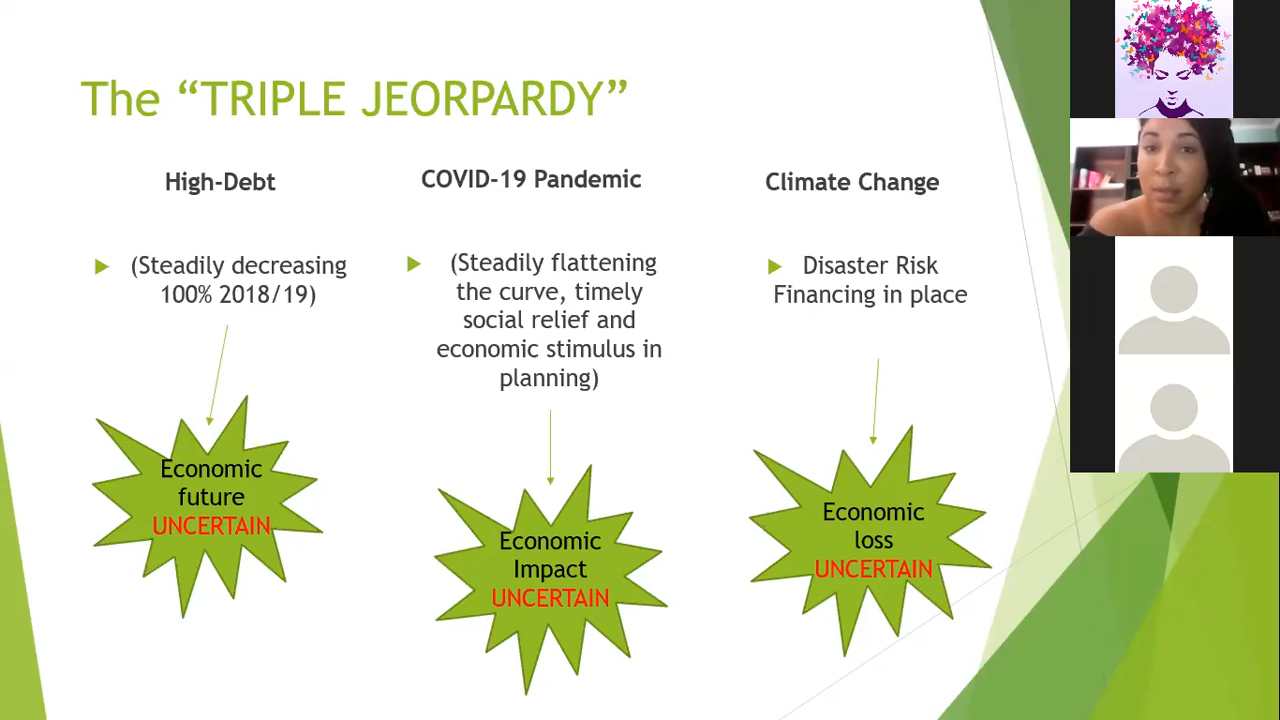 The “TRIPLE JEORPARDY”
High-Debt
(Steadily decreasing
100% 2018/19)
Economic
future
UNCERTAIN
COVID-19 Pandemic
(Steadily flattening
the curve, timely
social relief and
economic stimulus in
planning)
Economic
Impact
UNCERTAIN
Climate Change
Disaster Risk
Financing in place
Economic
loss
UNCERTAIN